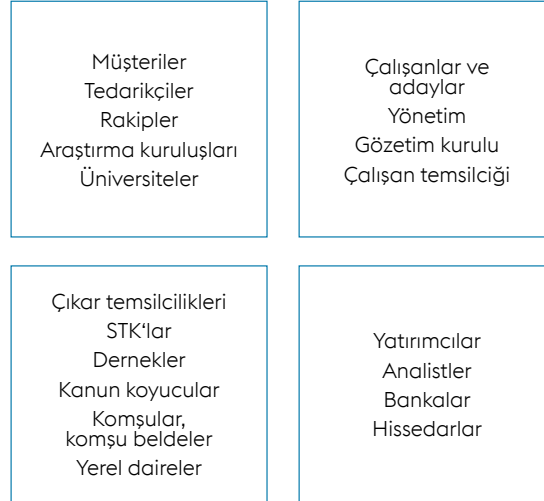 Müşteriler
Tedarikçiler
Rakipler
Araştırma kuruluşları
Üniversiteler
Çalışanlar ve
adaylar
Yönetim
Gözetim kurulu
Çalışan temsilciği
Çıkar temsilcilikleri
STK‘lar
Dernekler
Kanun koyucular
Komşular,
komşu beldeler
Yerel daireler
Yatırımcılar
Analistler
Bankalar
Hissedarlar